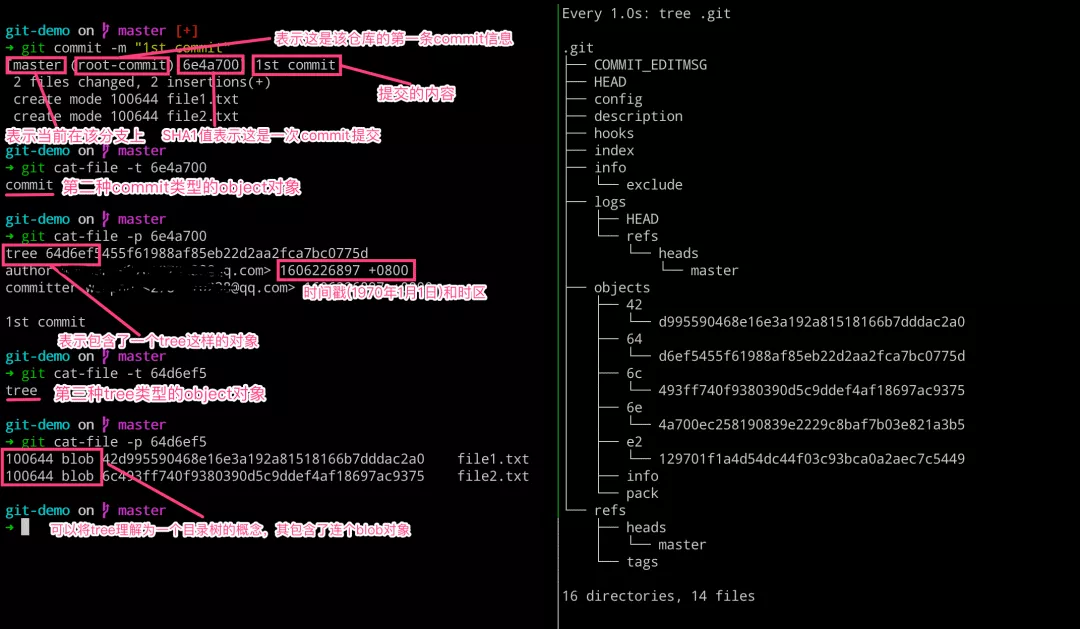 git-demo on master [+]
➜ git commit -m "1st commit"
表示这是该仓库的第一条commit信息
[master (root-commit) 6e4a700] 1st commit
2 files changed, 2 insertions(+)
提交的内容
create mode 100644 file1.txt
create mode 100644 file2.txt
表示当前在该分支上 SHA1值表示这是一次commit提交
git-demo on master
➜ git cat-file -t 6e4a700
commit 第二种commit类型的object对象
git-demo on master
➜ git cat-file -p 6e4a700
tree 64d6ef5455f61988af85eb22d2aa2fca7bc0775d
author q.com> 1606226897 +0800
committer @qq.com>
时间戳(1970年1月1日)和时区
1st commit
表示包含了一个tree这样的对象
git-demo on master
➜ git cat-file -t 64d6ef5
tree 第三种tree类型的object对象
git-demo on master
➜ git cat-file -p 64d6ef5
100644 blob 42d995590468e16e3a192a81518166b7dddac2a0 file1.txt
100644 blob 6c493ff740f9380390d5c9ddef4af18697ac9375 file2.txt
git-demo on master
➜
可以将tree理解为一个目录树的概念，其包含了连个blob对象
Every 1.0s: tree .git
.git
├── COMMIT_EDITMSG
├── HEAD
├── config
├── description
├── hooks
├── index
├── info
│   └── exclude
├── logs
│   ├── HEAD
│   └── refs
│       └── heads
│           └── master
├── objects
│   ├── 42
│   │   └── d995590468e16e3a192a81518166b7dddac2a0
│   ├── 64
│   │   └── d6ef5455f61988af85eb22d2aa2fca7bc0775d
│   ├── 6c
│   │   └── 493ff740f9380390d5c9ddef4af18697ac9375
│   ├── 6e
│   │   └── 4a700ec258190839e2229c8baf7b03e821a3b5
│   ├── e2
│   │   └── 129701f1a4d54dc44f03c93bca0a2aec7c5449
│   ├── info
│   └── pack
└── refs
    ├── heads
    │   └── master
    └── tags
16 directories, 14 files